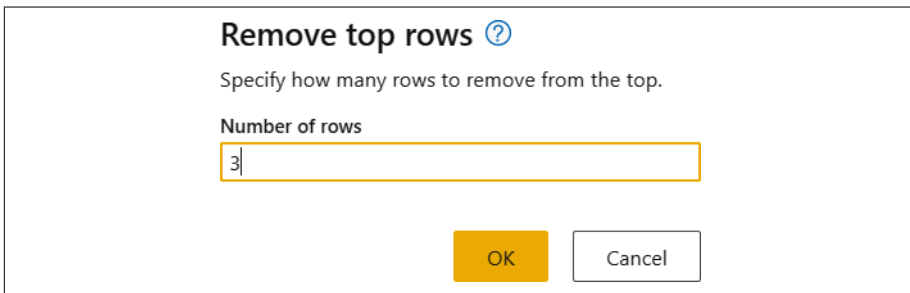 Remove top rows
Specify how many rows to remove from the top.
Number of rows
3
OK Cancel